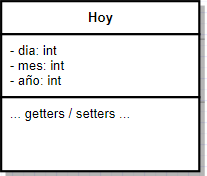 Hoy
- dia: int
- mes: int
- año: int
... getters / setters ...